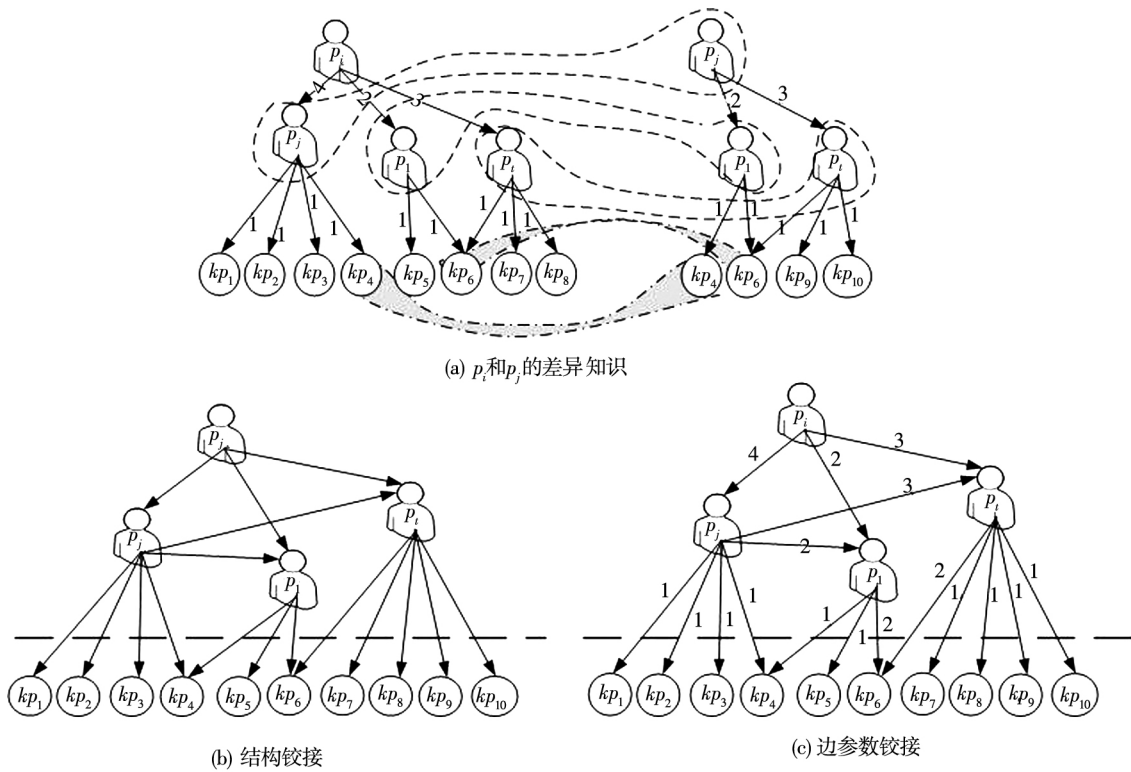 p_i p_j
4 2 3 2 3
p_j p_1 p_t p_1 p_t
1 1 1 1 1 1 1 1 1 1 1 1 1 1
kp_1 kp_2 kp_3 kp_4 kp_5 kp_6 kp_7 kp_8 kp_4 kp_6 kp_9 kp_10
(a) p_i和p_j的差异知识
p_j
p_t
p_j
p_1
kp_1 kp_2 kp_3 kp_4 kp_5 kp_6 kp_7 kp_8 kp_9 kp_10
(b) 结构铰接
p_i
4 2 3
p_t
3
p_j
2
p_1
1 1 1 1 1 1 2 2 1 1 1 1
kp_1 kp_2 kp_3 kp_4 kp_5 kp_6 kp_7 kp_8 kp_9 kp_10
(c) 边参数铰接